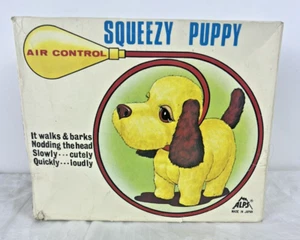 SQUEEZY PUPPY
AIR CONTROL
It walks & barks
Nodding the head
Slowly---cutely
Quickly---loudly
ALPS
MADE IN JAPAN